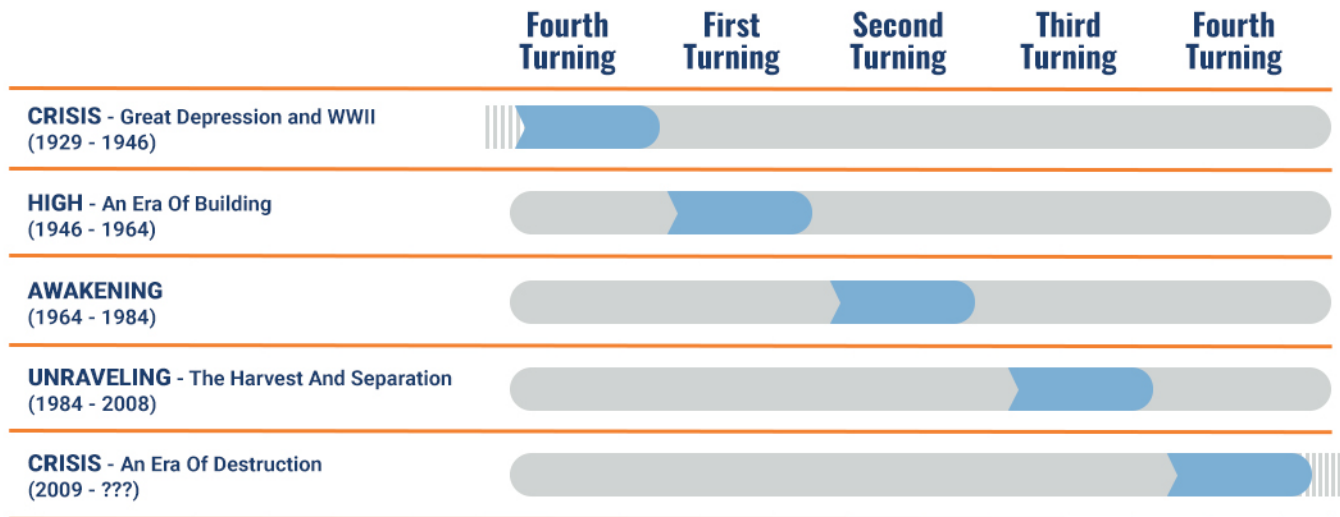 Fourth Turning
First Turning
Second Turning
Third Turning
Fourth Turning
CRISIS - Great Depression and WWII
(1929 - 1946)
HIGH - An Era Of Building
(1946 - 1964)
AWAKENING
(1964 - 1984)
UNRAVELING - The Harvest And Separation
(1984 - 2008)
CRISIS - An Era Of Destruction
(2009 - ???)